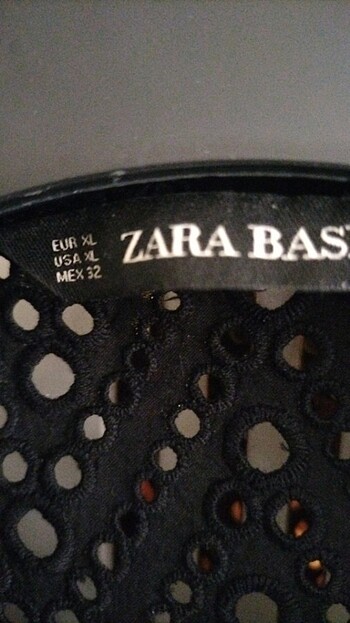 EUR XL
USA XL
MEX 32
ZARA BAS